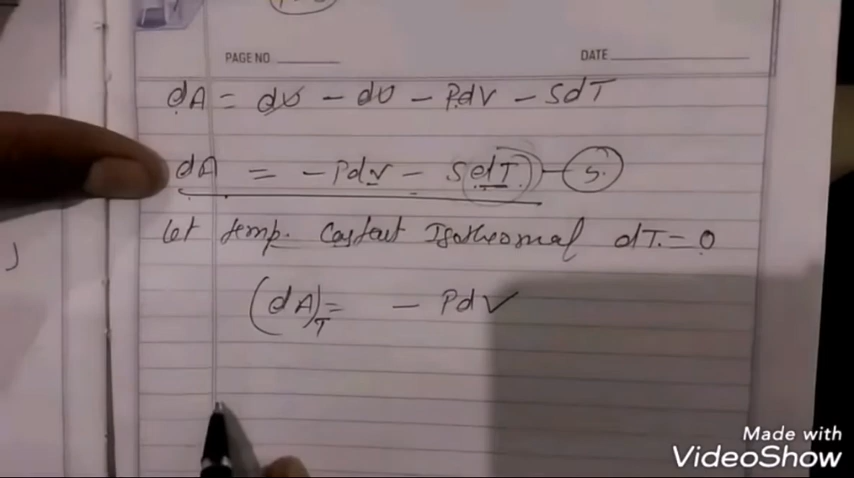 PAGE NO
DATE
dA = dU - dU - PdV - SdT
dA = - Pdv - SdT - 5.
Let temp. Costant Isothermal dT. = 0
(dA)T = - PdV
Made with
VideoShow